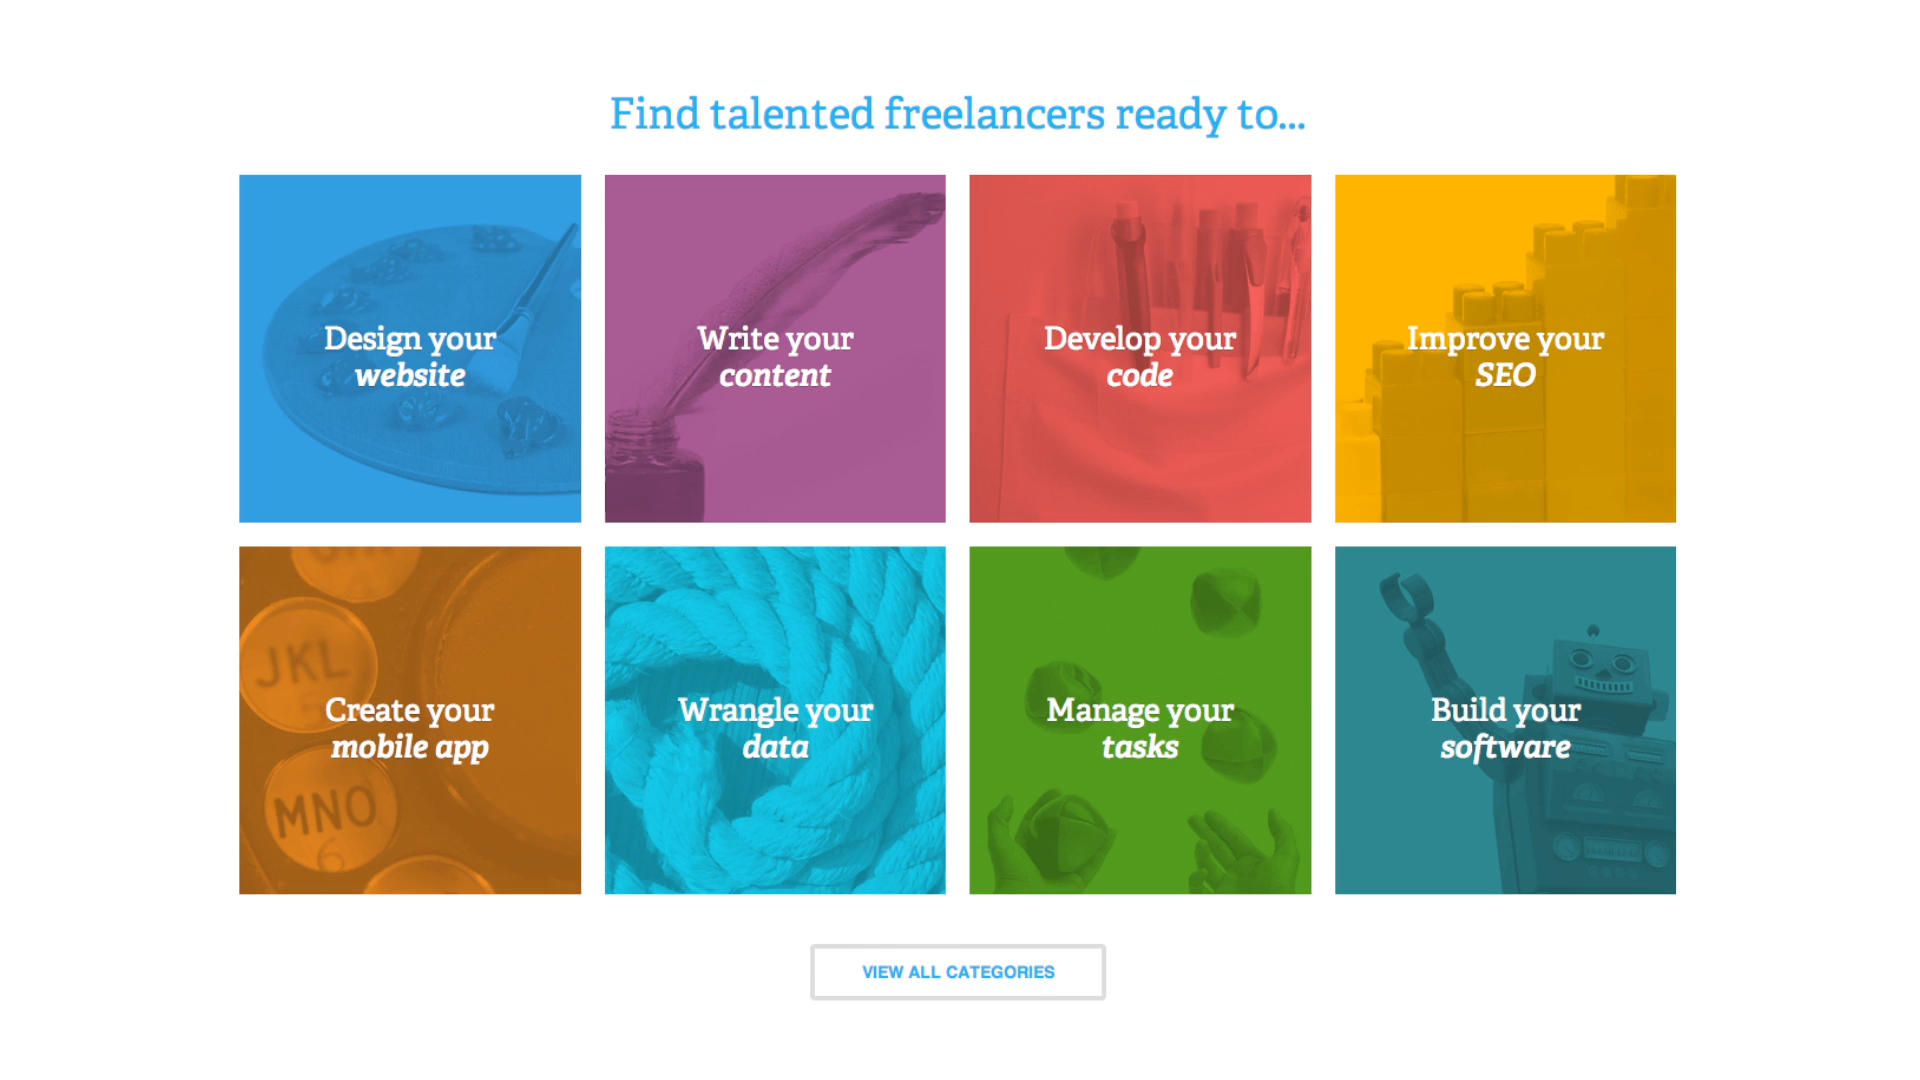 Find talented freelancers ready to...
Design your
website
Write your
content
Develop your
code
Improve your
SEO
JKL
Create your
mobile app
MNO
6
Wrangle your
data
Manage your
tasks
Build your
software
VIEW ALL CATEGORIES